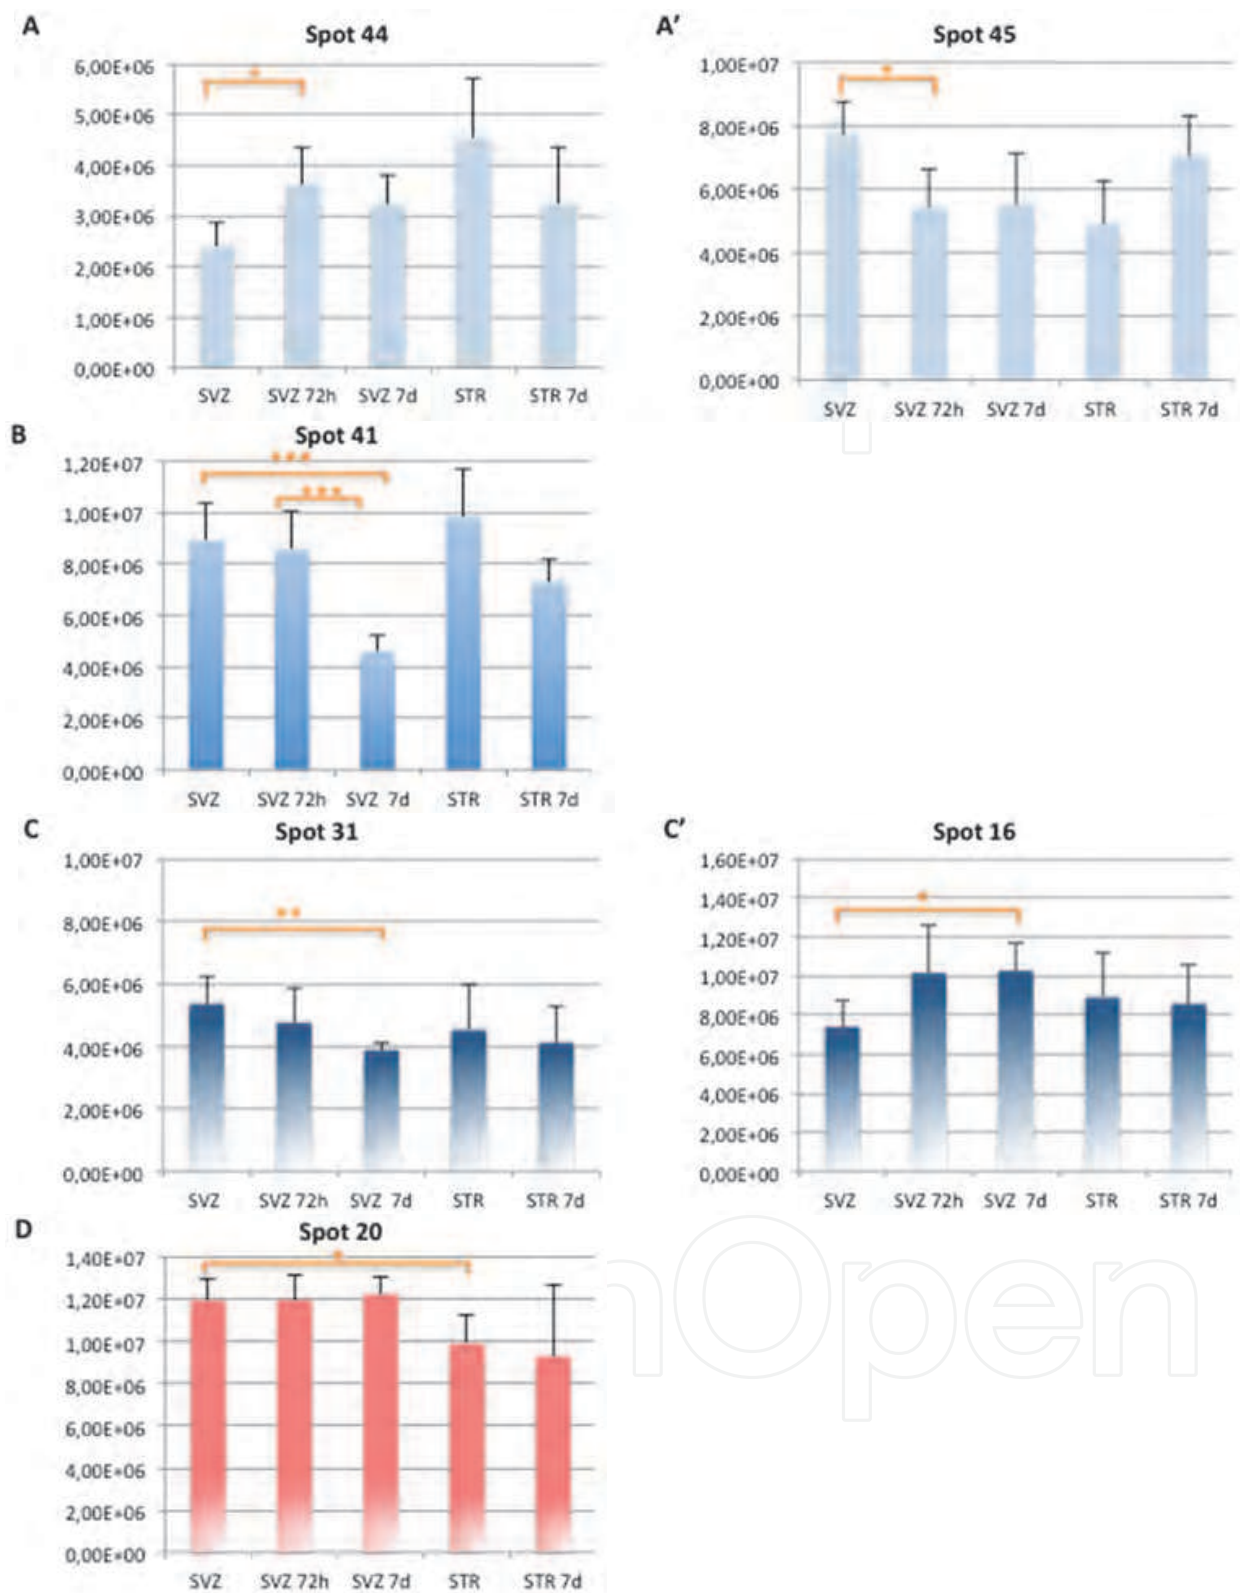 A
Spot 44
6,00E+06
*
5,00E+06
4,00E+06
3,00E+06
2,00E+06
1,00E+06
0,00E+00
SVZ SVZ 72h SVZ 7d STR STR 7d
A’
Spot 45
1,00E+07
*
8,00E+06
6,00E+06
4,00E+06
2,00E+06
0,00E+00
SVZ SVZ 72h SVZ 7d STR STR 7d
B
Spot 41
***
1,20E+07
***
1,00E+07
8,00E+06
6,00E+06
4,00E+06
2,00E+06
0,00E+00
SVZ SVZ 72h SVZ 7d STR STR 7d
C
Spot 31
1,00E+07
8,00E+06
**
6,00E+06
4,00E+06
2,00E+06
0,00E+00
SVZ SVZ 72h SVZ 7d STR STR 7d
C’
Spot 16
1,60E+07
1,40E+07
*
1,20E+07
1,00E+07
8,00E+06
6,00E+06
4,00E+06
2,00E+06
0,00E+00
SVZ SVZ 72h SVZ 7d STR STR 7d
D
Spot 20
1,40E+07
*
1,20E+07
1,00E+07
8,00E+06
6,00E+06
4,00E+06
2,00E+06
0,00E+00
SVZ SVZ 72h SVZ 7d STR STR 7d
nOpen